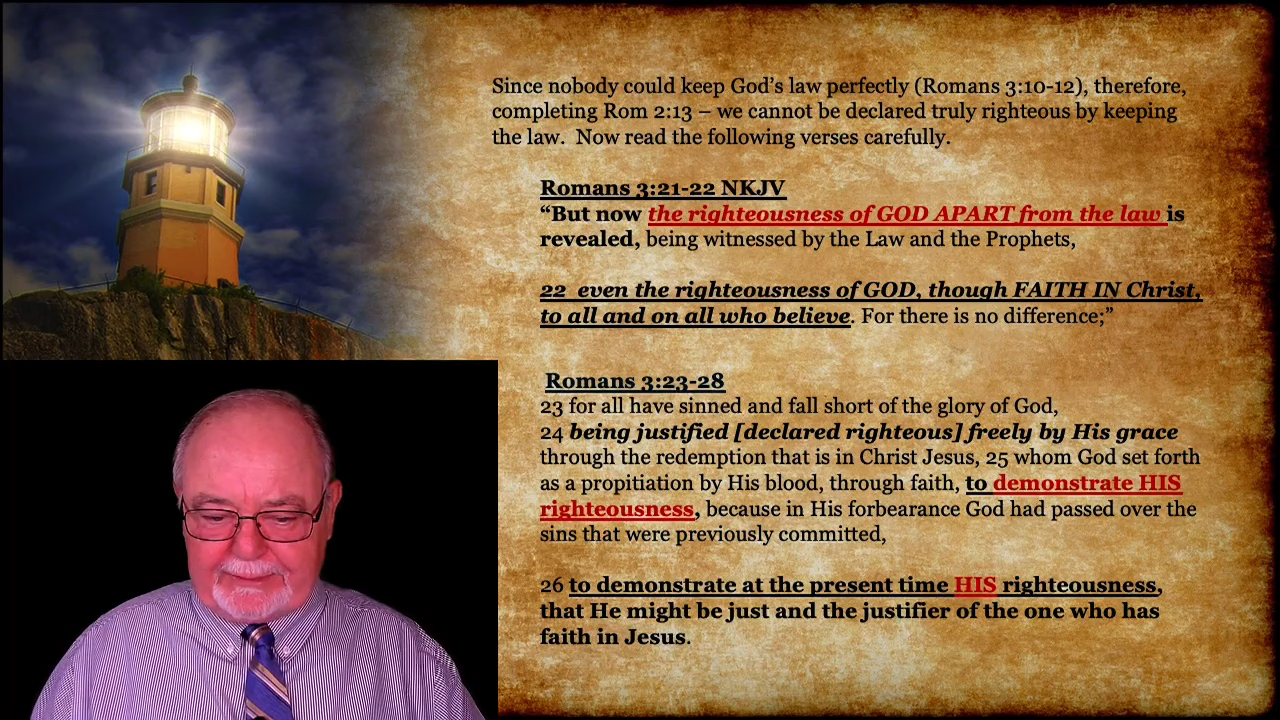 Since nobody could keep God’s law perfectly (Romans 3:10-12), therefore,
completing Rom 2:13 – we cannot be declared truly righteous by keeping
the law.  Now read the following verses carefully.
Romans 3:21-22 NKJV
“But now the righteousness of GOD APART from the law is
revealed, being witnessed by the Law and the Prophets,
22  even the righteousness of GOD, though FAITH IN Christ,
to all and on all who believe. For there is no difference;”
Romans 3:23-28
23 for all have sinned and fall short of the glory of God,
24 being justified [declared righteous] freely by His grace
through the redemption that is in Christ Jesus, 25 whom God set forth
as a propitiation by His blood, through faith, to demonstrate HIS
righteousness, because in His forbearance God had passed over the
sins that were previously committed,
26 to demonstrate at the present time HIS righteousness,
that He might be just and the justifier of the one who has
faith in Jesus.